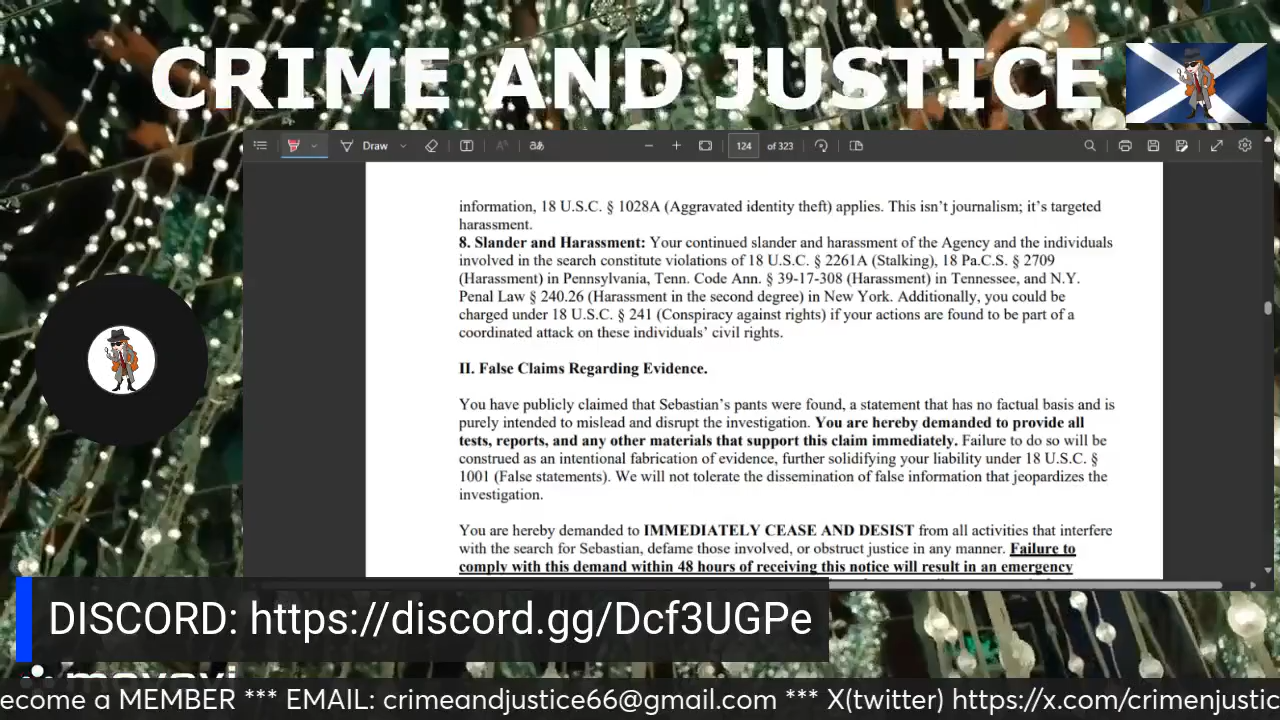 CRIME AND JUSTICE
Draw
124 of 323
information, 18 U.S.C. § 1028A (Aggravated identity theft) applies. This isn’t journalism; it’s targeted
harassment.
8. Slander and Harassment: Your continued slander and harassment of the Agency and the individuals
involved in the search constitute violations of 18 U.S.C. § 2261A (Stalking), 18 Pa.C.S. § 2709
(Harassment) in Pennsylvania, Tenn. Code Ann. § 39-17-308 (Harassment) in Tennessee, and N.Y.
Penal Law § 240.26 (Harassment in the second degree) in New York. Additionally, you could be
charged under 18 U.S.C. § 241 (Conspiracy against rights) if your actions are found to be part of a
coordinated attack on these individuals’ civil rights.
II. False Claims Regarding Evidence.
You have publicly claimed that Sebastian’s pants were found, a statement that has no factual basis and is
purely intended to mislead and disrupt the investigation. You are hereby demanded to provide all
tests, reports, and any other materials that support this claim immediately. Failure to do so will be
construed as an intentional fabrication of evidence, further solidifying your liability under 18 U.S.C. §
1001 (False statements). We will not tolerate the dissemination of false information that jeopardizes the
investigation.
You are hereby demanded to IMMEDIATELY CEASE AND DESIST from all activities that interfere
with the search for Sebastian, defame those involved, or obstruct justice in any manner. Failure to
comply with this demand within 48 hours of receiving this notice will result in an emergency
DISCORD: https://discord.gg/Dcf3UGPe
ecome a MEMBER *** EMAIL: crimeandjustice66@gmail.com *** X(twitter) https://x.com/crimenjustic